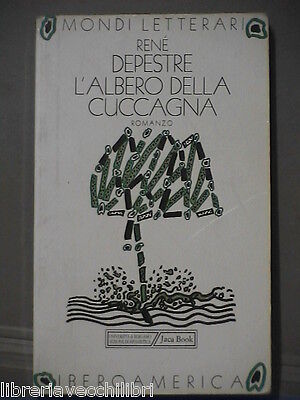 MONDI LETTERARI
RENÉ
DEPESTRE
L'ALBERO DELLA
CUCCAGNA
ROMANZO
Jaca Book
IBEROAMERICA
libreriavecchilibri